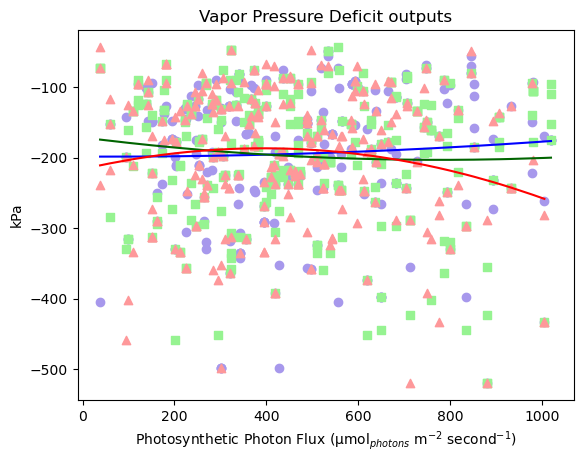 Vapor Pressure Deficit outputs
kPa
−100
−200
−300
−400
−500
0 200 400 600 800 1000
Photosynthetic Photon Flux (μmol_photons m⁻² second⁻¹)